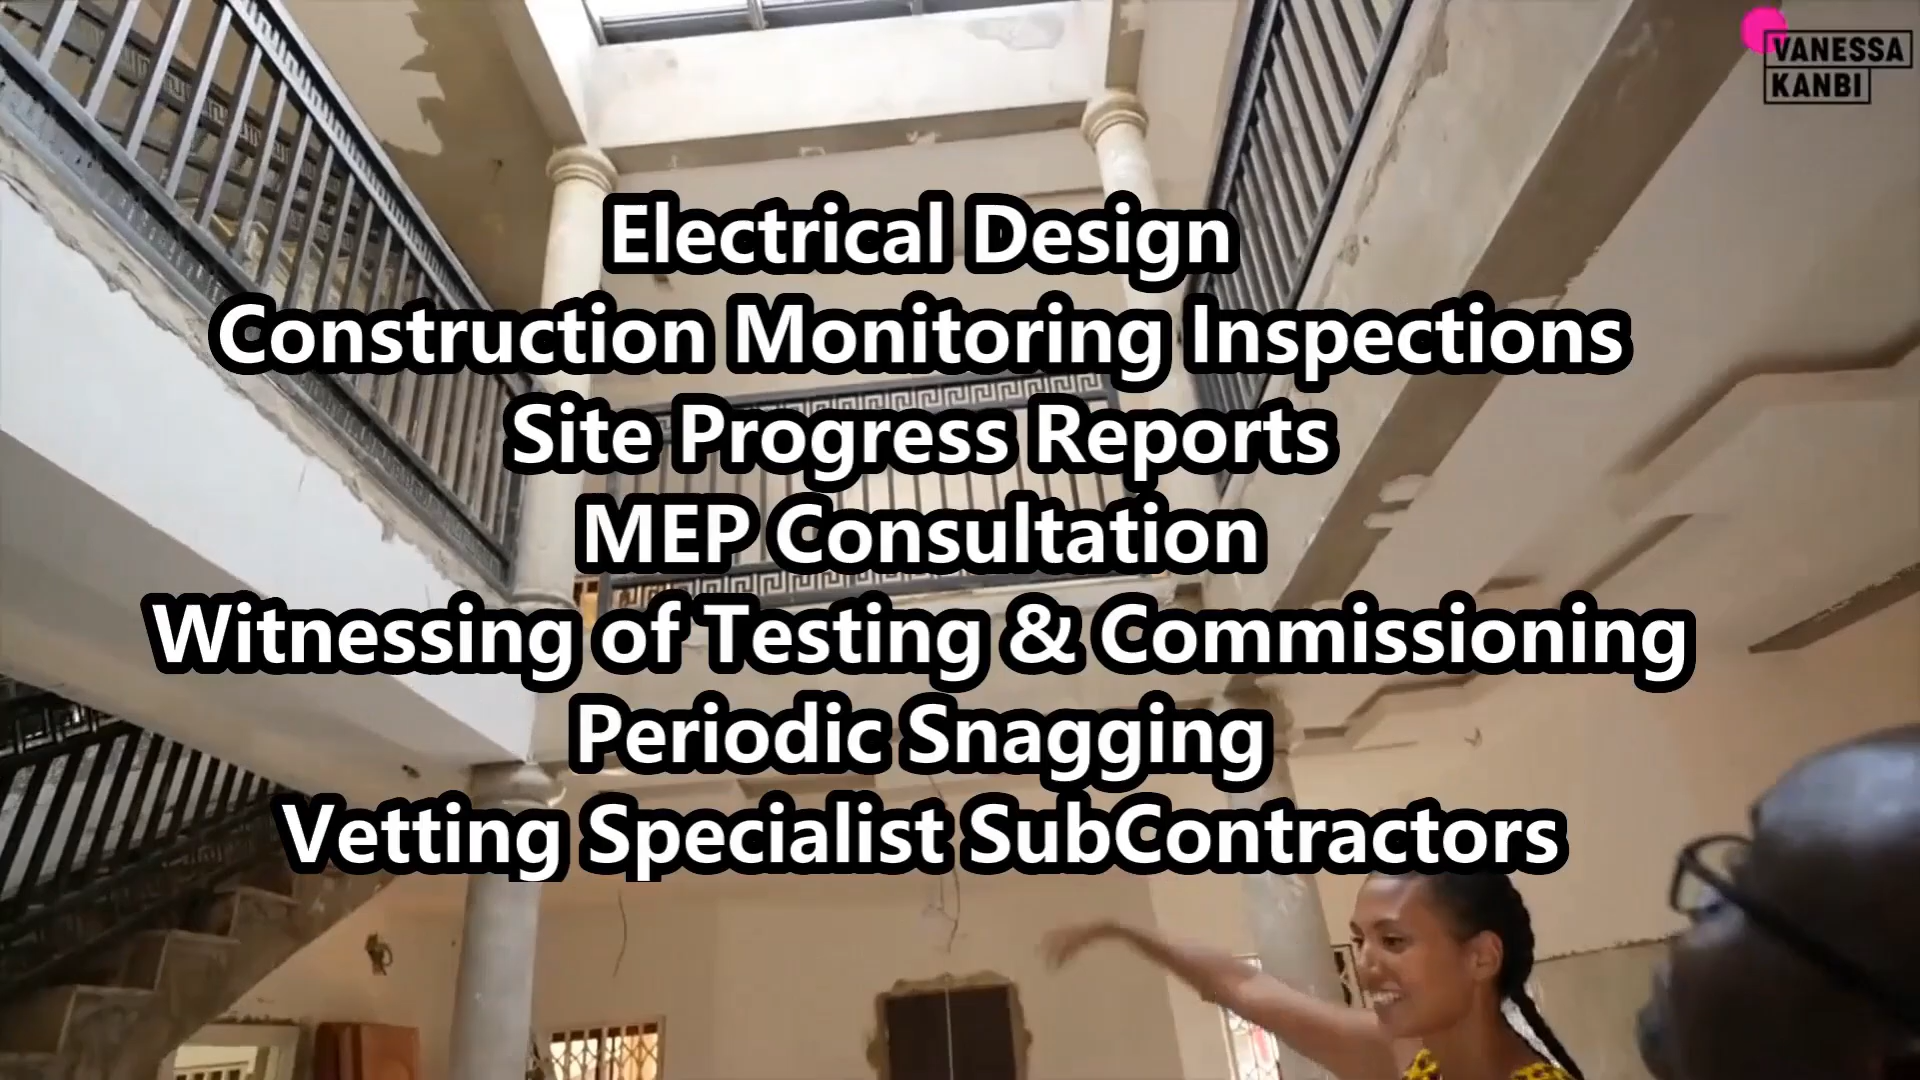 VANESSA
KANBI
Electrical Design
Construction Monitoring Inspections
Site Progress Reports
MEP Consultation
Witnessing of Testing & Commissioning
Periodic Snagging
Vetting Specialist SubContractors